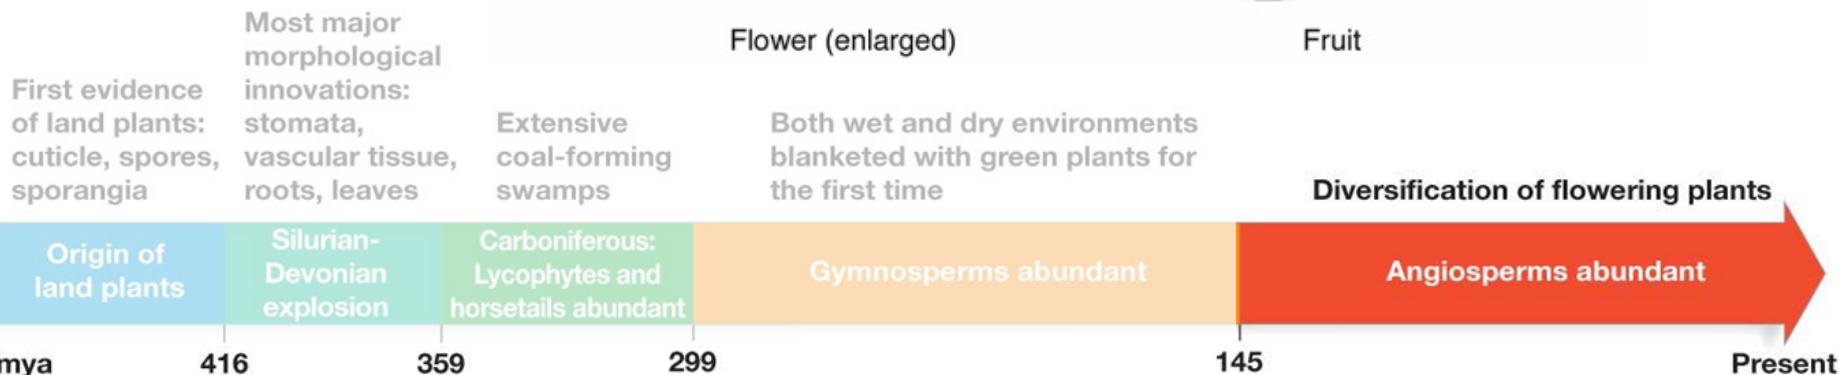 Flower (enlarged)
Fruit
First evidence
of land plants:
cuticle, spores,
sporangia
Most major
morphological
innovations:
stomata,
vascular tissue,
roots, leaves
Extensive
coal-forming
swamps
Both wet and dry environments
blanketed with green plants for
the first time
Diversification of flowering plants
Origin of
land plants
Silurian-
Devonian
explosion
Carboniferous:
Lycophytes and
horsetails abundant
Gymnosperms abundant
Angiosperms abundant
mya
416
359
299
145
Present